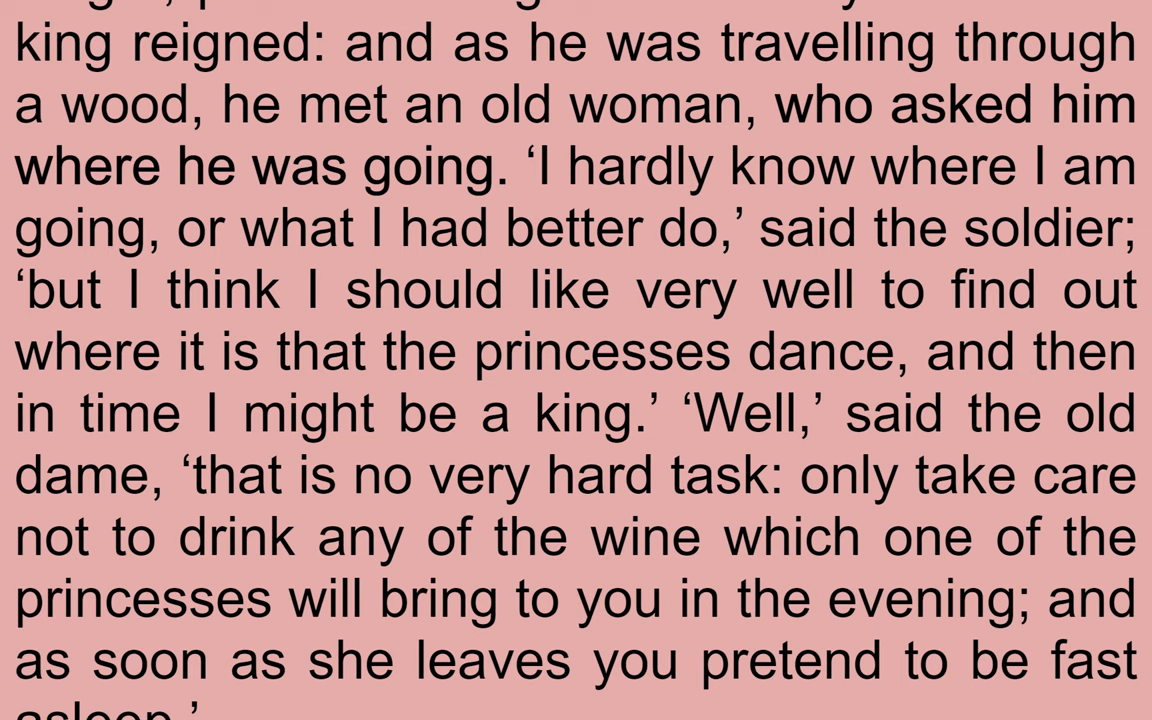 king reigned: and as he was travelling through
a wood, he met an old woman, who asked him
where he was going. ‘I hardly know where I am
going, or what I had better do,’ said the soldier;
‘but I think I should like very well to find out
where it is that the princesses dance, and then
in time I might be a king.’ ‘Well,’ said the old
dame, ‘that is no very hard task: only take care
not to drink any of the wine which one of the
princesses will bring to you in the evening; and
as soon as she leaves you pretend to be fast
asleep.’